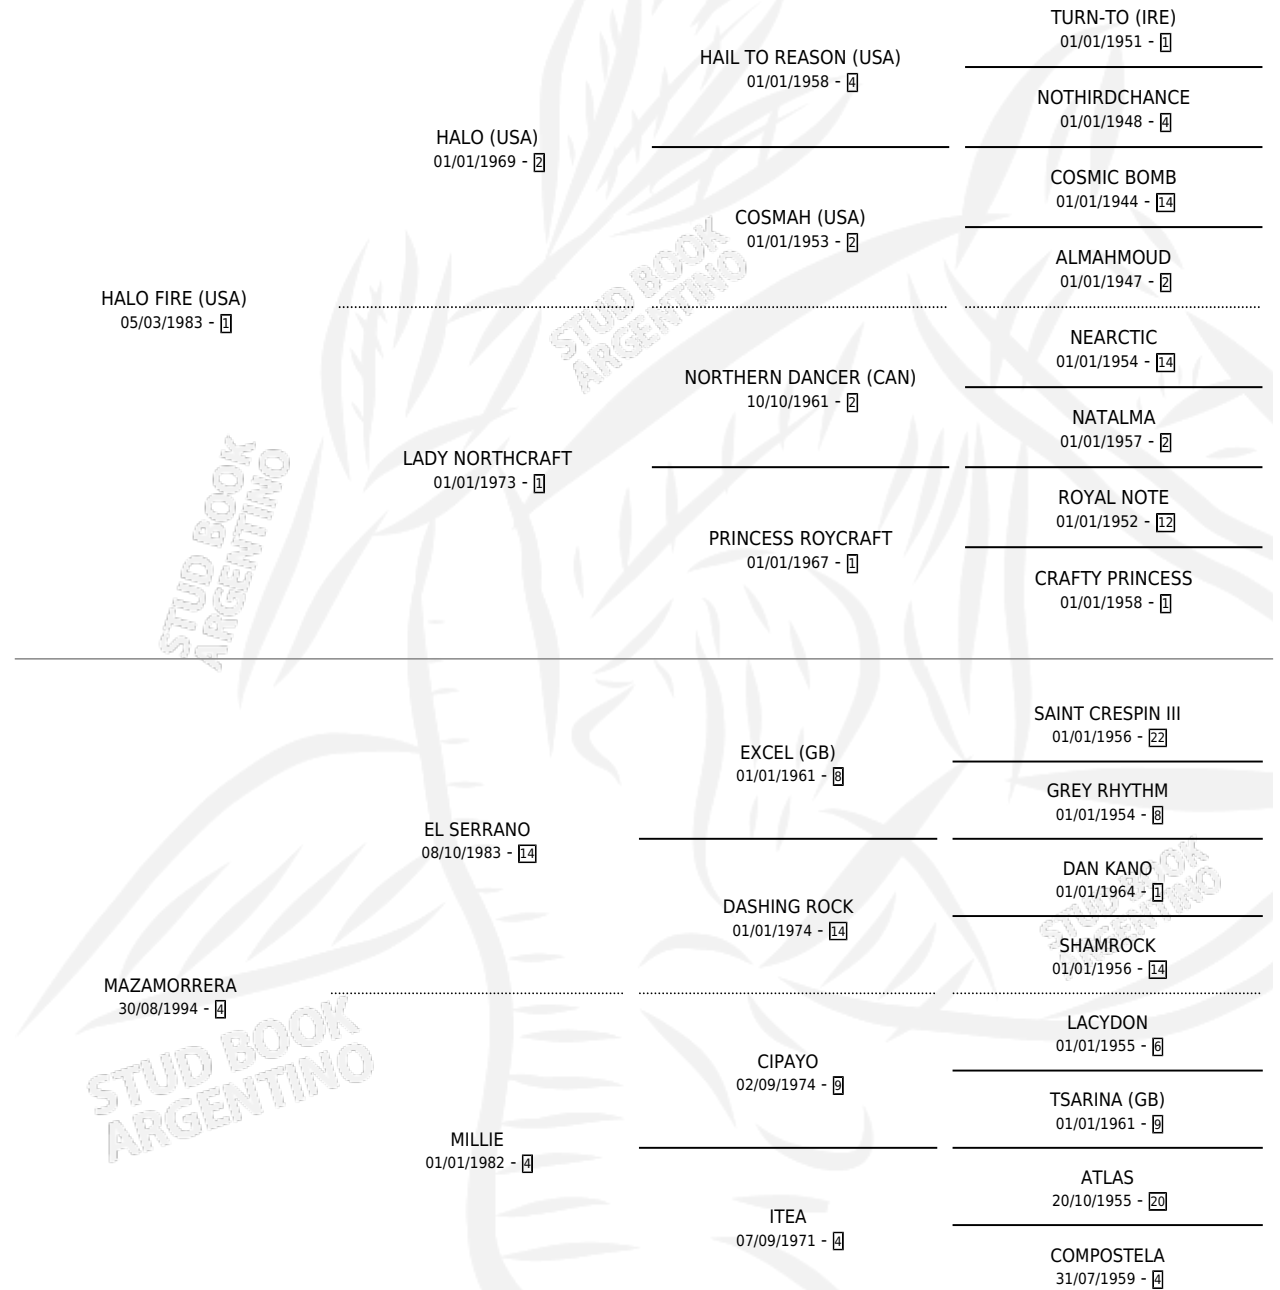 TURN-TO (IRE)
01/01/1951 - 1
HAIL TO REASON (USA)
01/01/1958 - 4
NOTHIRDCHANCE
01/01/1948 - 4
HALO (USA)
01/01/1969 - 2
COSMIC BOMB
01/01/1944 - 14
COSMAH (USA)
01/01/1953 - 2
ALMAHMOUD
01/01/1947 - 2
HALO FIRE (USA)
05/03/1983 - 1
NEARCTIC
01/01/1954 - 14
NORTHERN DANCER (CAN)
10/10/1961 - 2
NATALMA
01/01/1957 - 2
LADY NORTHCRAFT
01/01/1973 - 1
ROYAL NOTE
01/01/1952 - 12
PRINCESS ROYCRAFT
01/01/1967 - 1
CRAFTY PRINCESS
01/01/1958 - 1
SAINT CRESPIN III
01/01/1956 - 22
EXCEL (GB)
01/01/1961 - 8
GREY RHYTHM
01/01/1954 - 8
EL SERRANO
08/10/1983 - 14
DAN KANO
01/01/1964 - 1
DASHING ROCK
01/01/1974 - 14
SHAMROCK
01/01/1956 - 14
MAZAMORRERA
30/08/1994 - 4
LACYDON
01/01/1955 - 6
CIPAYO
02/09/1974 - 9
TSARINA (GB)
01/01/1961 - 9
MILLIE
01/01/1982 - 4
ATLAS
20/10/1955 - 20
ITEA
07/09/1971 - 4
COMPOSTELA
31/07/1959 - 4
STUD BOOK
ARGENTINO
STUD BOOK
ARGENTINO
STUD BOOK
ARGENTINO
STUD BOOK
ARGENTINO